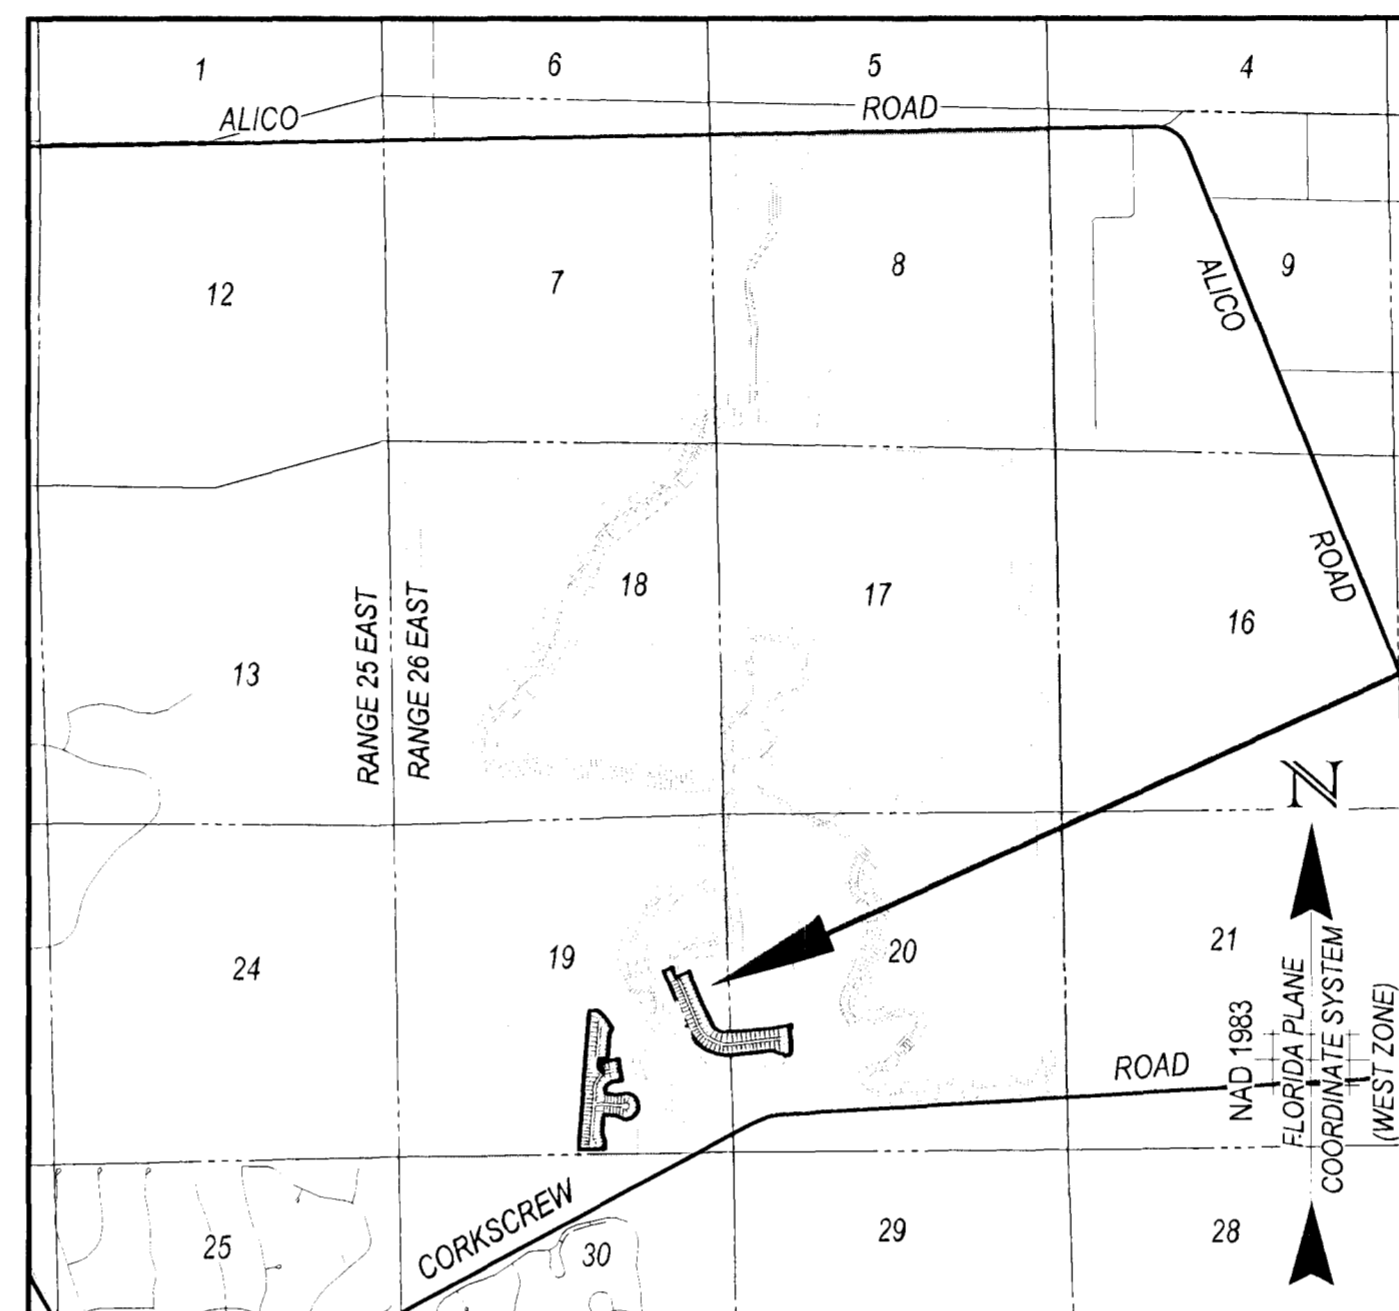 1
6
5
4
ALICO
ROAD
12
7
8
ALICO
9
ROAD
18
17
16
13
RANGE 25 EAST
RANGE 26 EAST
N
24
19
20
21
ROAD
NAD 1983
FLORIDA PLANE
COORDINATE SYSTEM
(WEST ZONE)
CORKSCREW
25
30
29
28